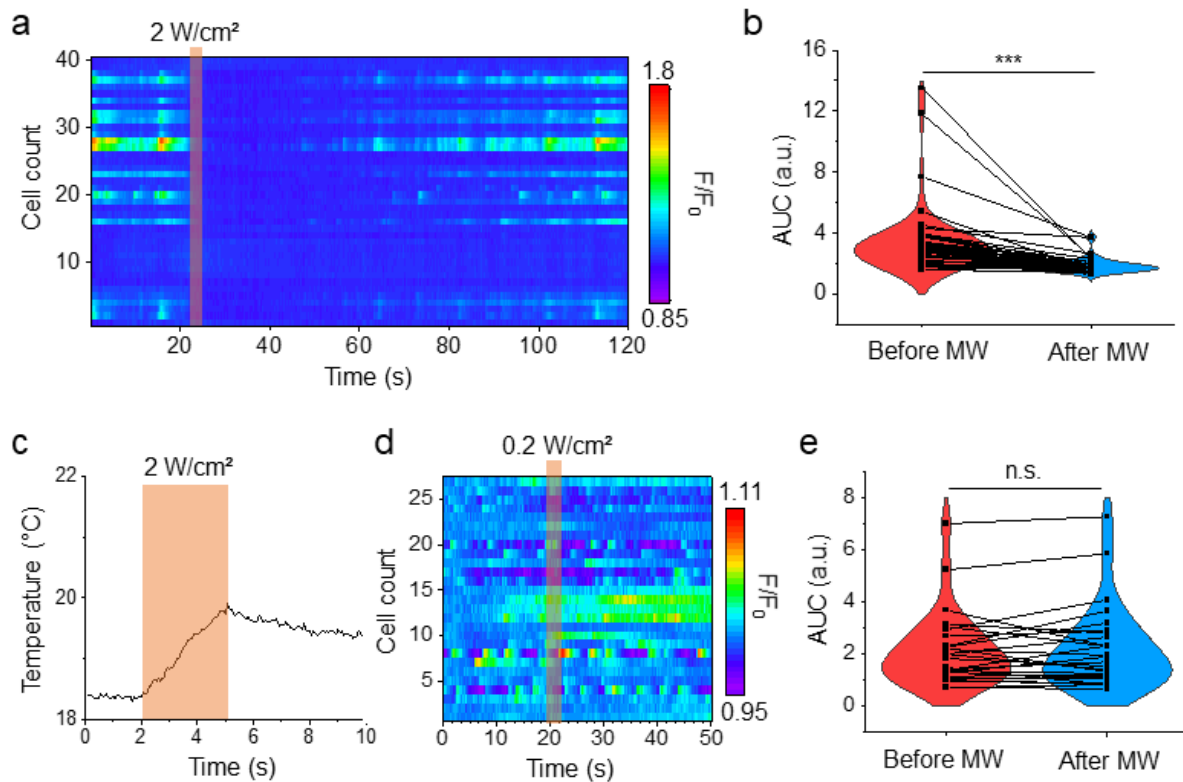 a
2 W/cm²
40
30
20
10
Cell count
20 40 60 80 100 120
Time (s)
1.8
F/F₀
0.85
b
16
12
8
4
0
AUC (a.u.)
***
Before MW After MW
c
2 W/cm²
22
20
18
Temperature (°C)
0 2 4 6 8 10
Time (s)
d
0.2 W/cm²
25
20
15
10
5
Cell count
0 10 20 30 40 50
Time (s)
1.11
F/F₀
0.95
e
n.s.
8
6
4
2
0
AUC (a.u.)
Before MW After MW